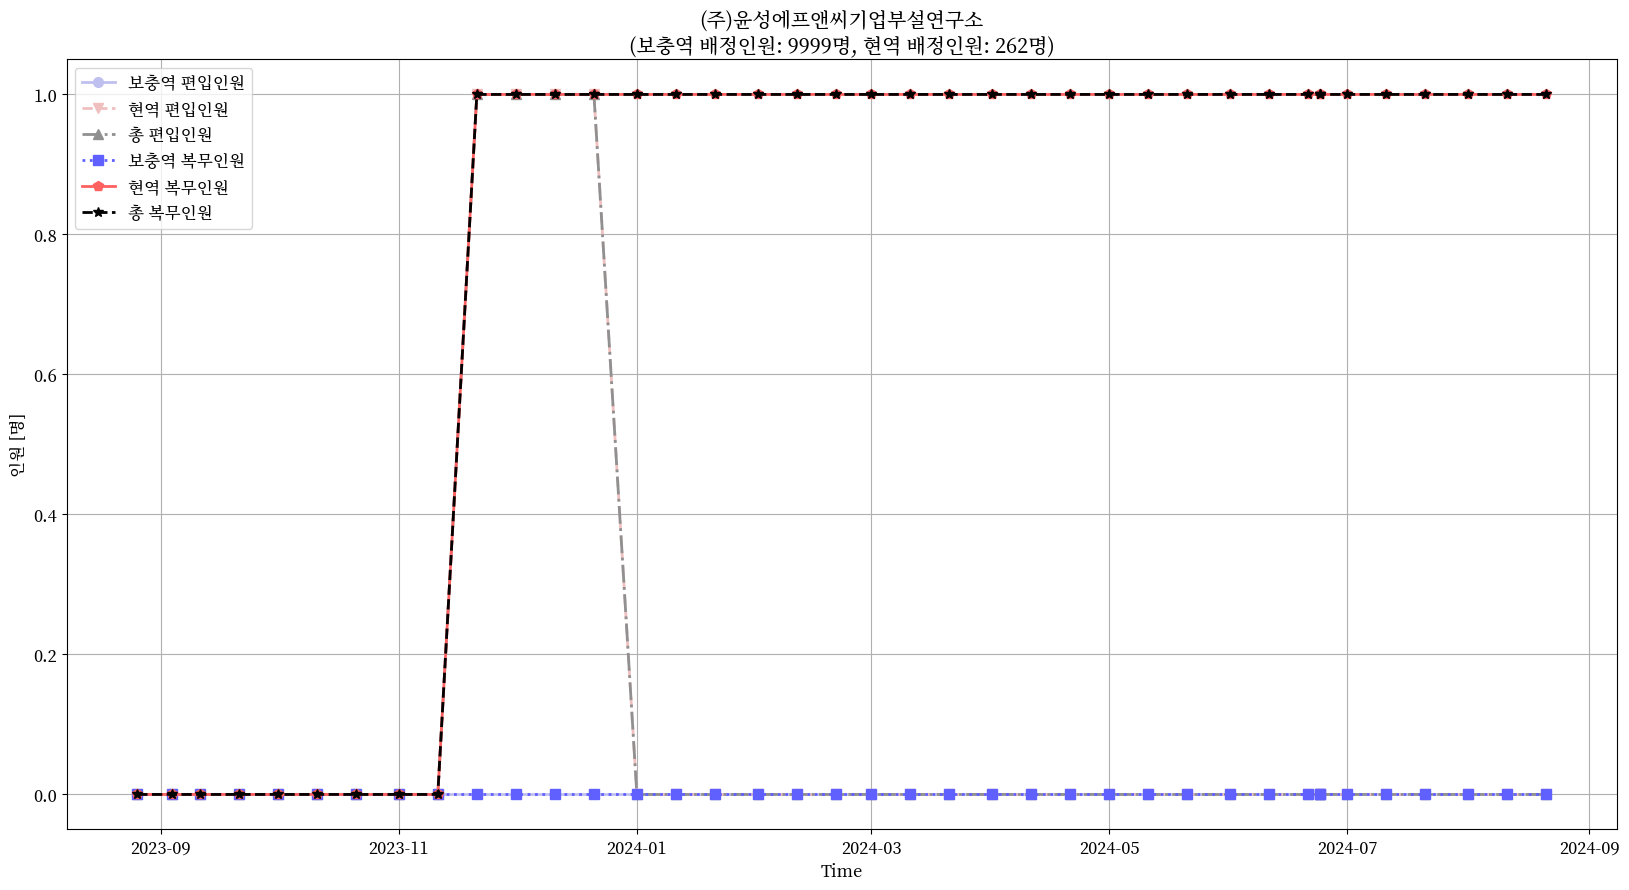 (주)윤성에프앤씨기업부설연구소
(보충역 배정인원: 9999명, 현역 배정인원: 262명)
보충역 편입인원
현역 편입인원
총 편입인원
보충역 복무인원
현역 복무인원
총 복무인원
1.0
0.8
0.6
0.4
0.2
0.0
인원 [명]
2023-09
2023-11
2024-01
2024-03
2024-05
2024-07
2024-09
Time